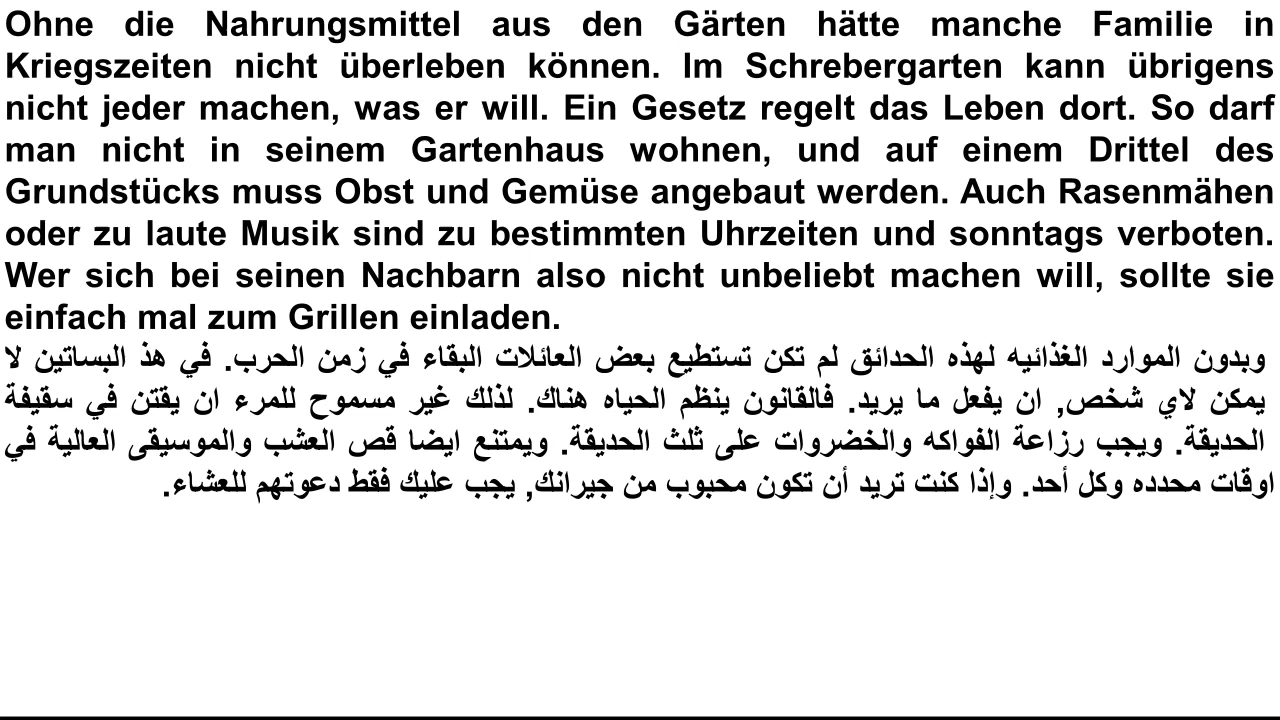 Ohne die Nahrungsmittel aus den Gärten hätte manche Familie in
Kriegszeiten nicht überleben können. Im Schrebergarten kann übrigens
nicht jeder machen, was er will. Ein Gesetz regelt das Leben dort. So darf
man nicht in seinem Gartenhaus wohnen, und auf einem Drittel des
Grundstücks muss Obst und Gemüse angebaut werden. Auch Rasenmähen
oder zu laute Musik sind zu bestimmten Uhrzeiten und sonntags verboten.
Wer sich bei seinen Nachbarn also nicht unbeliebt machen will, sollte sie
einfach mal zum Grillen einladen.
وبدون الموارد الغذائيه لهذه الحدائق لم تكن تستطيع بعض العائلات البقاء في زمن الحرب. في هذ البساتين لا
يمكن لاي شخص, ان يفعل ما يريد. فالقانون ينظم الحياه هناك. لذلك غير مسموح للمرء ان يقتن في سقيفة
الحديقة. ويجب رزاعة الفواكه والخضروات على ثلث الحديقة. ويمتنع ايضا قص العشب والموسيقى العالية في
اوقات محدده وكل أحد. وإذا كنت تريد أن تكون محبوب من جيرانك, يجب عليك فقط دعوتهم للعشاء.